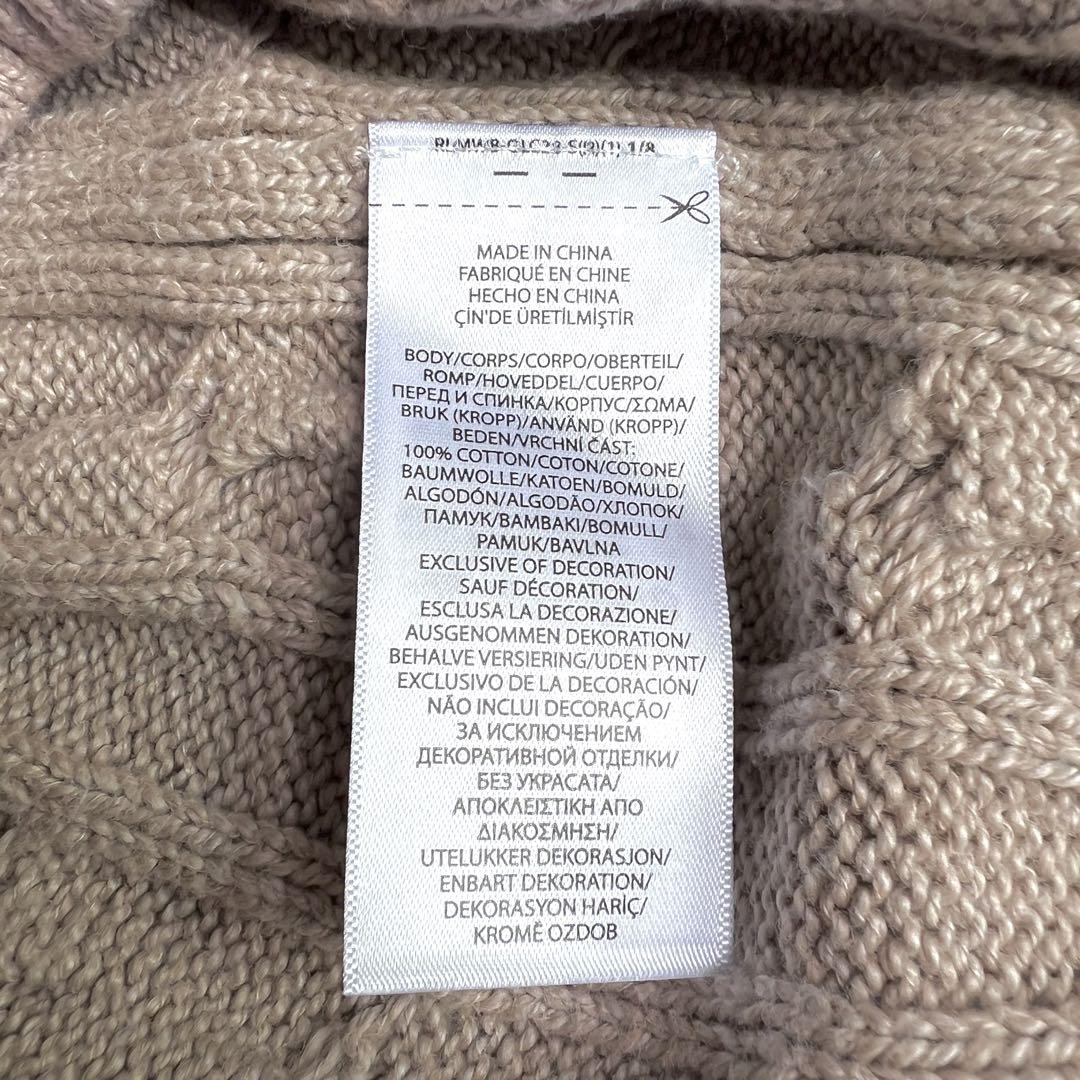 MADE IN CHINA
FABRIQUÉ EN CHINE
HECHO EN CHINA
ÇİN'DE ÜRETİLMİŞTİR
BODY/CORPS/CORPO/OBERTEIL/
ROMP/HOVEDDEL/CUERPO/
ПЕРЕД И СПИНКА/КОРПУС/ΣΩΜΑ/
BRUK (KROPP)/ANVÄND (KROPP)/
BEDEN/VRCHNÍ ČÁST:
100% COTTON/COTON/COTONE/
BAUMWOLLE/KATOEN/BOMULD/
ALGODÓN/ALGODÃO/ХЛОПОК/
ПАМУК/BAMBAKI/BOMULL/
PAMUK/BAVLNA
EXCLUSIVE OF DECORATION/
SAUF DÉCORATION/
ESCLUSA LA DECORAZIONE/
AUSGENOMMEN DEKORATION/
BEHALVE VERSIERING/UDEN PYNT/
EXCLUSIVO DE LA DECORACIÓN/
NÃO INCLUI DECORAÇÃO/
ЗА ИСКЛЮЧЕНИЕМ
ДЕКОРАТИВНОЙ ОТДЕЛКИ/
БЕЗ УКРАСАТА/
ΑΠΟΚΛΕΙΣΤΙΚΗ ΑΠΟ
ΔΙΑΚΟΣΜΗΣΗ/
UTELUKKER DEKORASJON/
ENBART DEKORATION/
DEKORASYON HARİÇ/
KROMĚ OZDOB